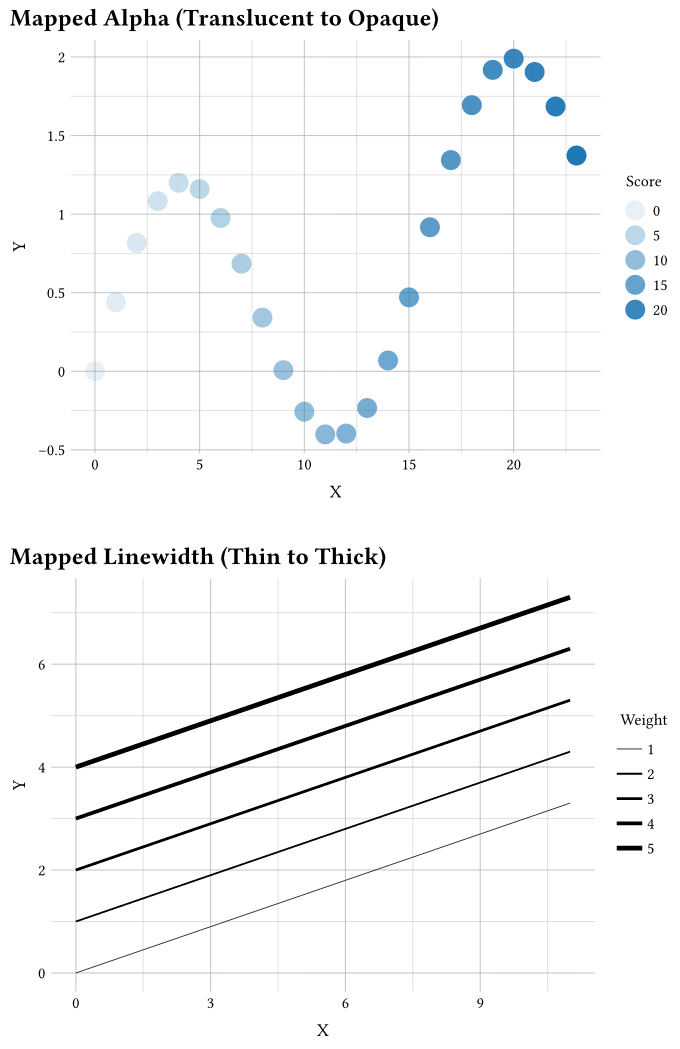 Mapped Alpha (Translucent to Opaque)
2
1.5
1
0.5
0
−0.5
Y
0 5 10 15 20
X
Score
0
5
10
15
20
Mapped Linewidth (Thin to Thick)
6
4
2
0
Y
0 3 6 9
X
Weight
1
2
3
4
5